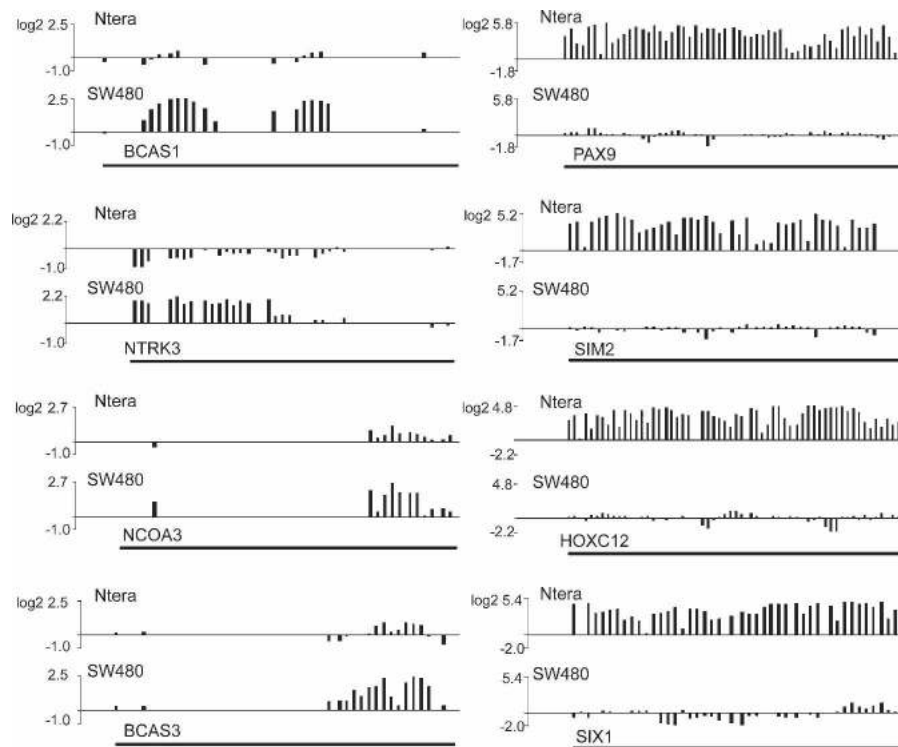 Ntera
log2 2.5
-1.0
SW480
2.5
-1.0
BCAS1
Ntera
log2 2.2
-1.0
SW480
2.2
-1.0
NTRK3
Ntera
log2 2.7
-1.0
SW480
2.7
-1.0
NCOA3
Ntera
log2 2.5
-1.0
SW480
2.5
-1.0
BCAS3
Ntera
log2 5.8
-1.8
SW480
5.8
-1.8
PAX9
Ntera
log2 5.2
-1.7
SW480
5.2
-1.7
SIM2
Ntera
log2 4.8
-2.2
SW480
4.8
-2.2
HOXC12
Ntera
log2 5.4
-2.0
SW480
5.4
-2.0
SIX1